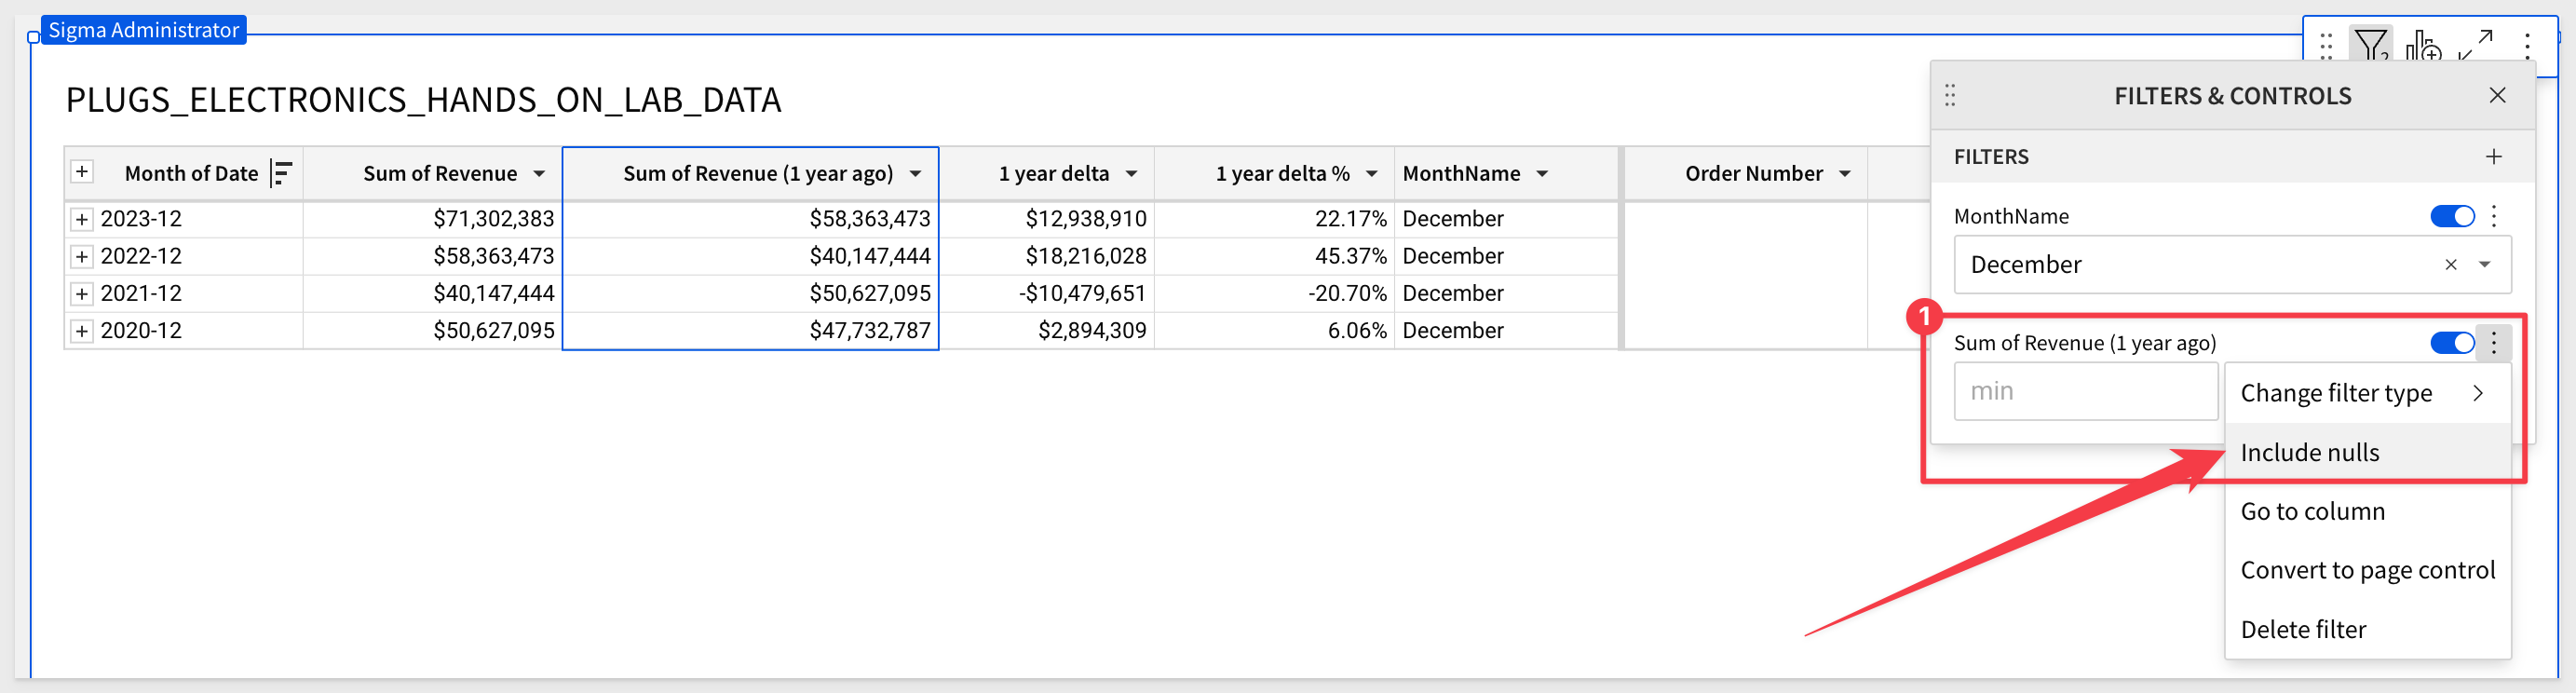 Sigma Administrator
2
PLUGS_ELECTRONICS_HANDS_ON_LAB_DATA
FILTERS & CONTROLS
FILTERS
Month of Date Sum of Revenue Sum of Revenue (1 year ago) 1 year delta 1 year delta % MonthName Order Number
2023-12 $71,302,383 $58,363,473 $12,938,910 22.17% December
2022-12 $58,363,473 $40,147,444 $18,216,028 45.37% December
2021-12 $40,147,444 $50,627,095 -$10,479,651 -20.70% December
2020-12 $50,627,095 $47,732,787 $2,894,309 6.06% December
MonthName
December
1
Sum of Revenue (1 year ago)
min
Change filter type
Include nulls
Go to column
Convert to page control
Delete filter